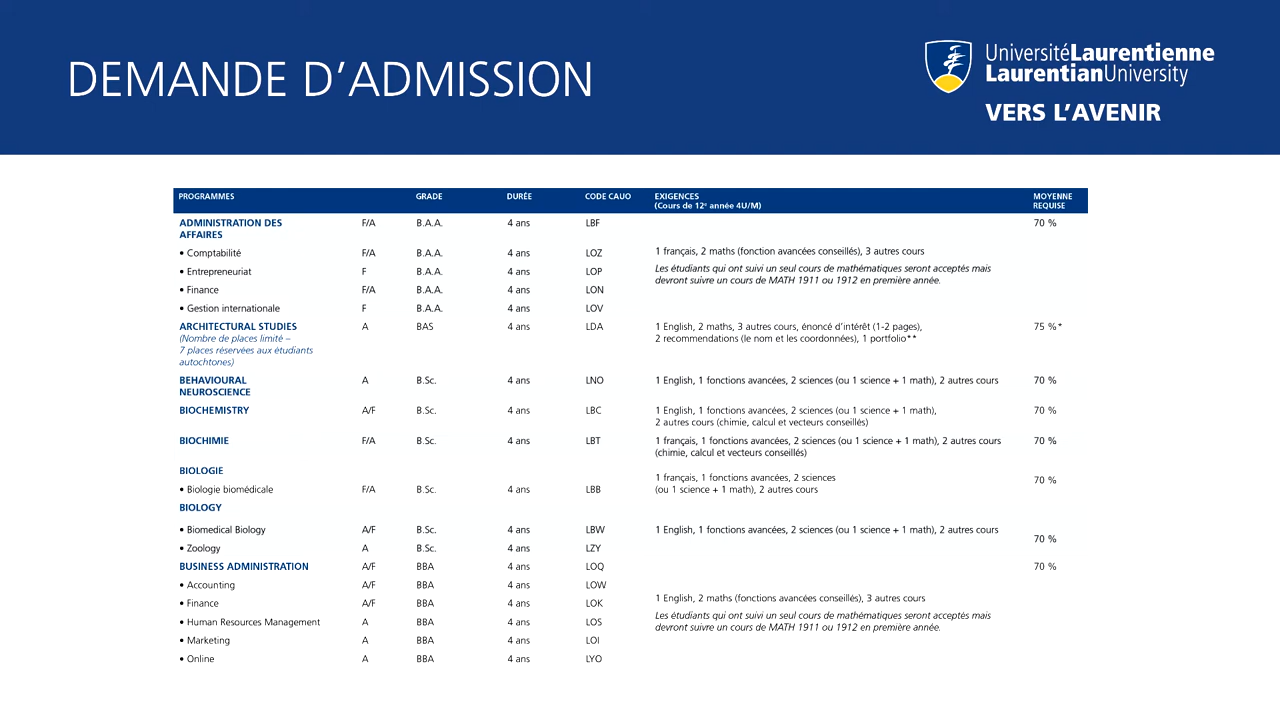 DEMANDE D’ADMISSION
UniversitéLaurentienne
LaurentianUniversity
VERS L’AVENIR
PROGRAMMES GRADE DURÉE CODE CAUO EXIGENCES (Cours de 12e année 4U/M) MOYENNE REQUISE
ADMINISTRATION DES AFFAIRES F/A B.A.A. 4 ans LBF 70 %
• Comptabilité F/A B.A.A. 4 ans LOZ 1 français, 2 maths (fonction avancées conseillés), 3 autres cours
• Entrepreneuriat F B.A.A. 4 ans LOP Les étudiants qui ont suivi un seul cours de mathématiques seront acceptés mais
devront suivre un cours de MATH 1911 ou 1912 en première année.
• Finance F/A B.A.A. 4 ans LON
• Gestion internationale F B.A.A. 4 ans LOV
ARCHITECTURAL STUDIES A BAS 4 ans LDA 1 English, 2 maths, 3 autres cours, énoncé d’intérêt (1-2 pages), 75 %*
(Nombre de places limité – 2 recommendations (le nom et les coordonnées), 1 portfolio**
7 places réservées aux étudiants
autochtones)
BEHAVIOURAL A B.Sc. 4 ans LNO 1 English, 1 fonctions avancées, 2 sciences (ou 1 science + 1 math), 2 autres cours 70 %
NEUROSCIENCE
BIOCHEMISTRY A/F B.Sc. 4 ans LBC 1 English, 1 fonctions avancées, 2 sciences (ou 1 science + 1 math), 70 %
2 autres cours (chimie, calcul et vecteurs conseillés)
BIOCHIMIE F/A B.Sc. 4 ans LBT 1 français, 1 fonctions avancées, 2 sciences (ou 1 science + 1 math), 2 autres cours 70 %
(chimie, calcul et vecteurs conseillés)
BIOLOGIE
1 français, 1 fonctions avancées, 2 sciences 70 %
• Biologie biomédicale F/A B.Sc. 4 ans LBB (ou 1 science + 1 math), 2 autres cours
BIOLOGY
• Biomedical Biology A/F B.Sc. 4 ans LBW 1 English, 1 fonctions avancées, 2 sciences (ou 1 science + 1 math), 2 autres cours
70 %
• Zoology A B.Sc. 4 ans LZY
BUSINESS ADMINISTRATION A/F BBA 4 ans LOQ 70 %
• Accounting A/F BBA 4 ans LOW
• Finance A/F BBA 4 ans LOK 1 English, 2 maths (fonctions avancées conseillés), 3 autres cours
• Human Resources Management A BBA 4 ans LOS Les étudiants qui ont suivi un seul cours de mathématiques seront acceptés mais
devront suivre un cours de MATH 1911 ou 1912 en première année.
• Marketing A BBA 4 ans LOI
• Online A BBA 4 ans LYO